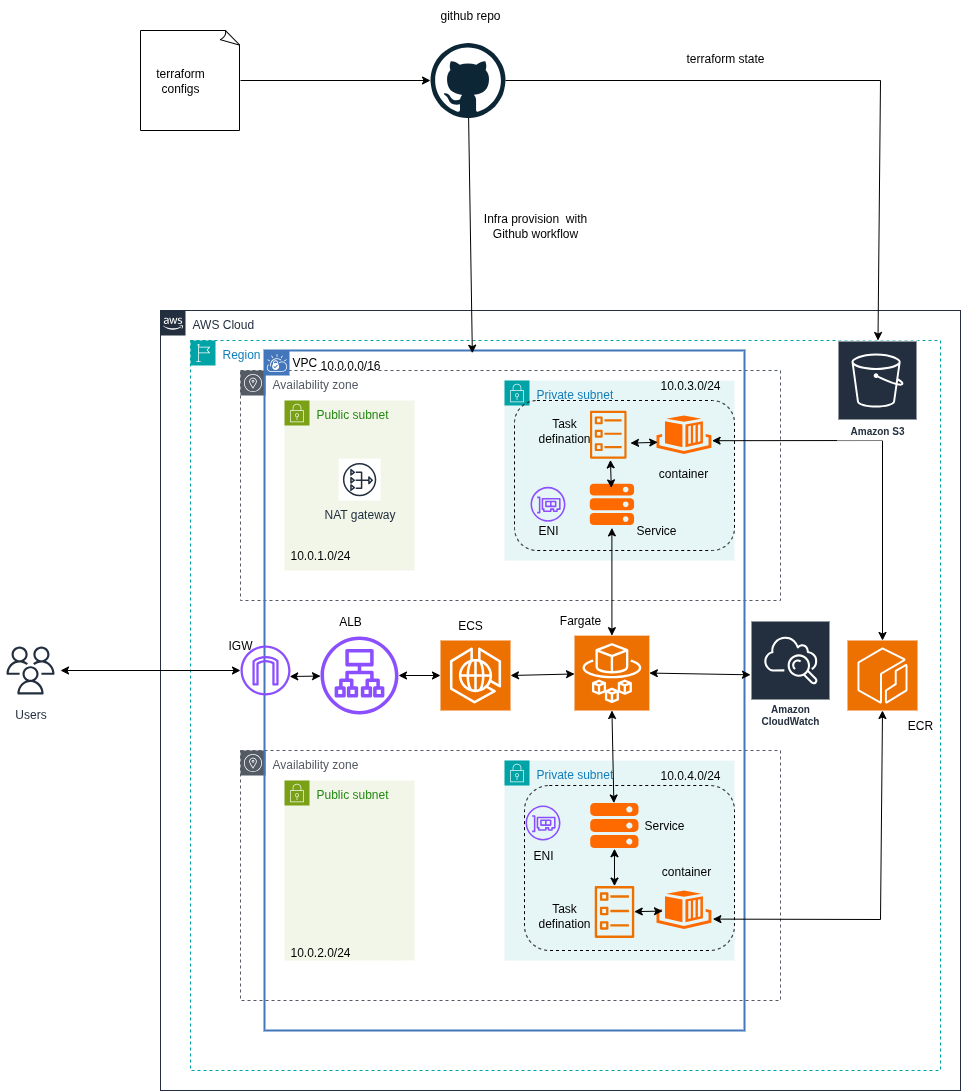 github repo
terraform
configs
terraform state
Infra provision with
Github workflow
aws
AWS Cloud
Region
VPC
10.0.0.0/16
Availability zone
Public subnet
NAT gateway
10.0.1.0/24
Private subnet
10.0.3.0/24
Task
defination
container
ENI
Service
Amazon S3
IGW
ALB
ECS
Fargate
Amazon
CloudWatch
ECR
Users
Availability zone
Public subnet
10.0.2.0/24
Private subnet
10.0.4.0/24
Service
ENI
container
Task
defination